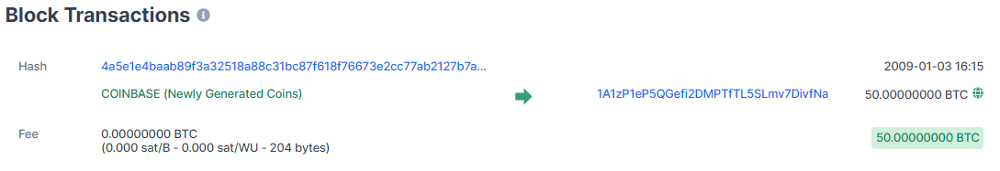 Block Transactions
Hash 4a5e1e4baab89f3a32518a88c31bc87f618f76673e2cc77ab2127b7a... 2009-01-03 16:15
COINBASE (Newly Generated Coins) 1A1zP1eP5QGefi2DMPTfTL5SLmv7DivfNa 50.00000000 BTC
Fee 0.00000000 BTC 50.00000000 BTC
(0.000 sat/B - 0.000 sat/WU - 204 bytes)